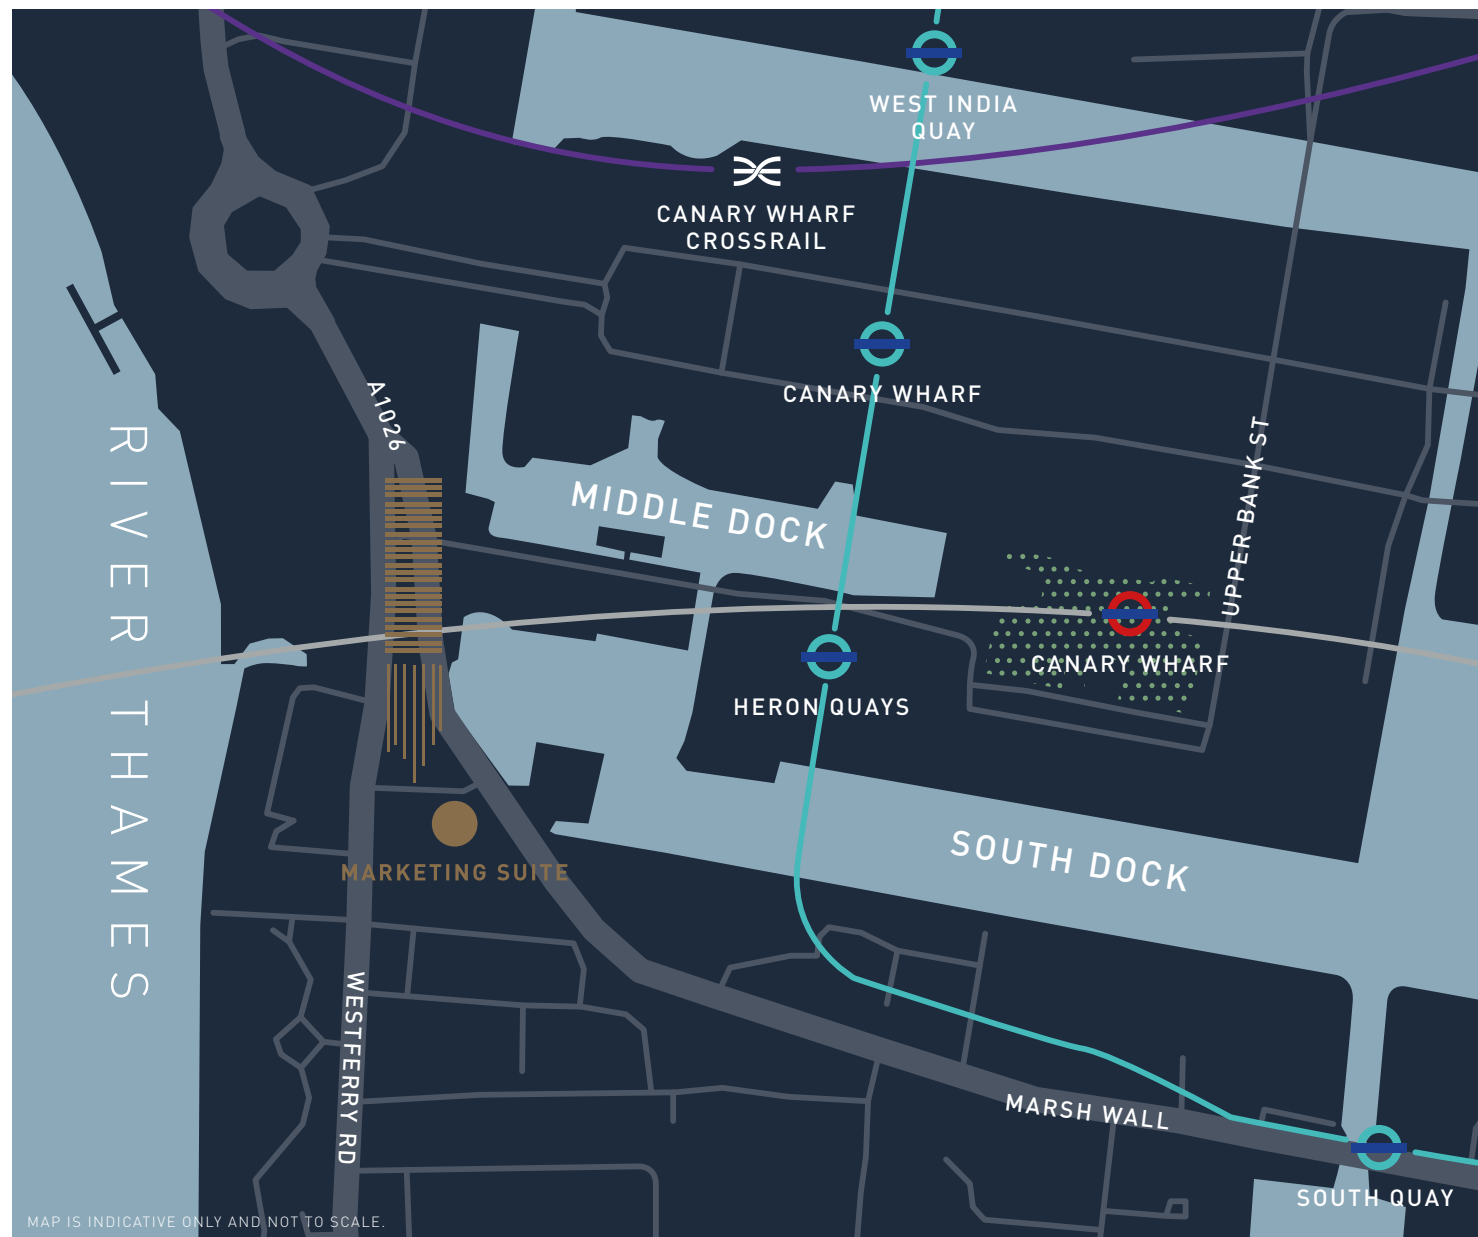 WEST INDIA
QUAY
CANARY WHARF
CROSSRAIL
CANARY WHARF
A1026
UPPER BANK ST
RIVER THAMES
MIDDLE DOCK
CANARY WHARF
HERON QUAYS
SOUTH DOCK
MARKETING SUITE
WESTFERRY RD
MARSH WALL
SOUTH QUAY
MAP IS INDICATIVE ONLY AND NOT TO SCALE.